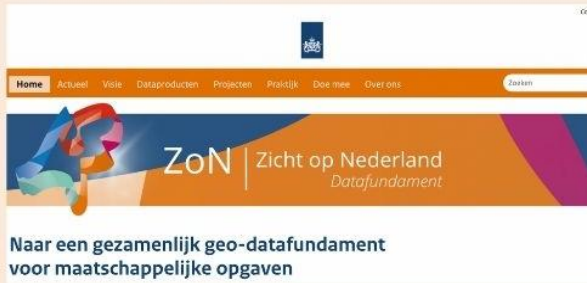 Home Actueel Visie Dataproducten Projecten Praktijk Doe mee Over ons Zoeken
ZoN | Zicht op Nederland
Datafundament
Naar een gezamenlijk geo-datafundament
voor maatschappelijke opgaven